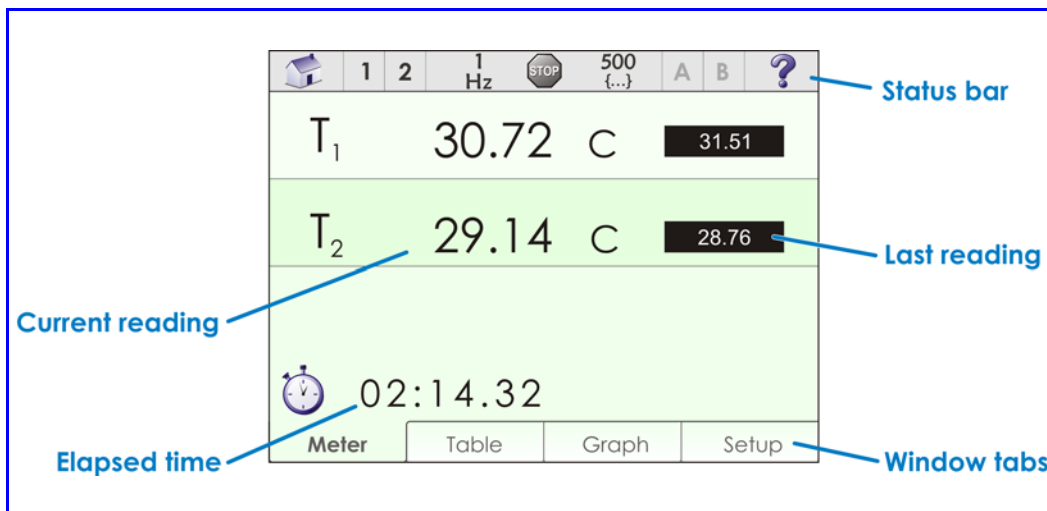 1 2 1 Hz STOP 500 {...} A B ?
Status bar
T1 30.72 C 31.51
T2 29.14 C 28.76
Last reading
Current reading
02:14.32
Meter Table Graph Setup
Elapsed time
Window tabs